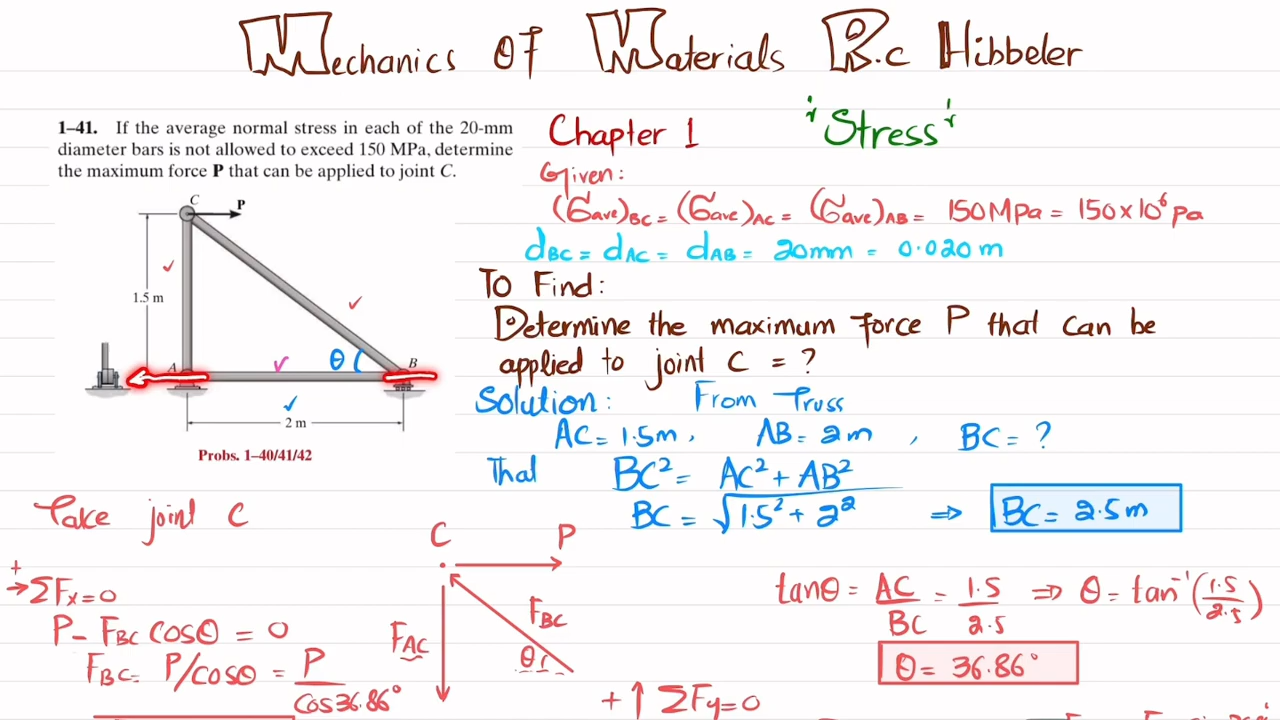 Mechanics Of Materials R.c Hibbeler
1–41. If the average normal stress in each of the 20-mm
diameter bars is not allowed to exceed 150 MPa, determine
the maximum force P that can be applied to joint C.
C
P
1.5 m
A
θ
B
2 m
Probs. 1–40/41/42
Chapter 1 "Stress"
Given:
(σave)BC = (σave)AC = (σave)AB = 150MPa = 150×10⁶ pa
dBC = dAC = dAB = 20mm = 0.020m
To Find:
Determine the maximum force P that can be
applied to joint C = ?
Solution: From Truss
AC = 1.5m, AB = 2m , BC = ?
That BC² = AC² + AB²
BC = √1.5² + 2² ⇒ BC = 2.5m
Take joint C
+→ ΣFx=0
P - FBC cosθ = 0
FBC = P/cosθ = P/cos36.86°
C
P
FAC
FBC
θ
+↑ ΣFy=0
tanθ = AC/BC = 1.5/2.5 ⇒ θ = tan⁻¹(1.5/2.5)
θ = 36.86°